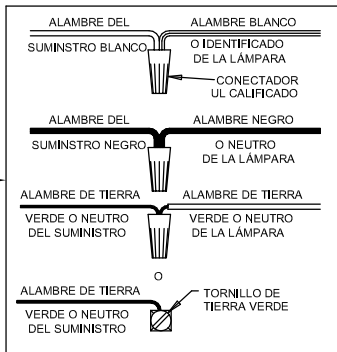 ALAMBRE DEL ALAMBRE BLANCO
SUMINSTRO BLANCO O IDENTIFICADO
DE LA LÁMPARA
CONECTADOR
UL CALIFICADO
ALAMBRE DEL ALAMBRE NEGRO
SUMINSTRO NEGRO O NEUTRO
DE LA LÁMPARA
ALAMBRE DE TIERRA ALAMBRE DE TIERRA
VERDE O NEUTRO VERDE O NEUTRO
DEL SUMINISTRO DE LA LÁMPARA
O
ALAMBRE DE TIERRA TORNILLO DE
TIERRA VERDE
VERDE O NEUTRO
DEL SUMINISTRO